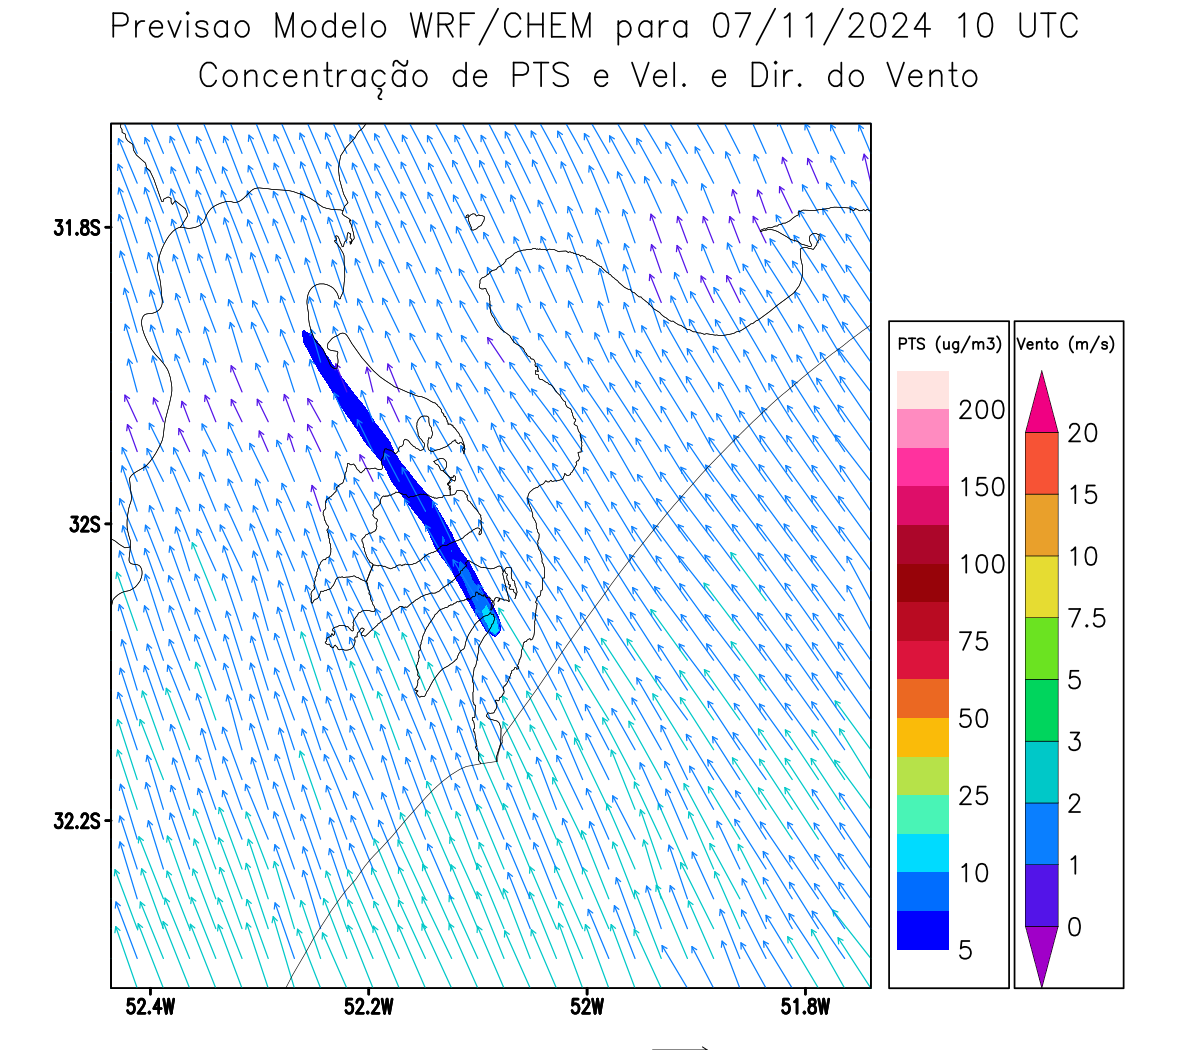 Previsao Modelo WRF/CHEM para 07/11/2024 10 UTC
Concentração de PTS e Vel. e Dir. do Vento
31.8S
32S
32.2S
52.4W
52.2W
52W
51.8W
PTS (ug/m3)
200
150
100
75
50
25
10
5
Vento (m/s)
20
15
10
7.5
5
3
2
1
0